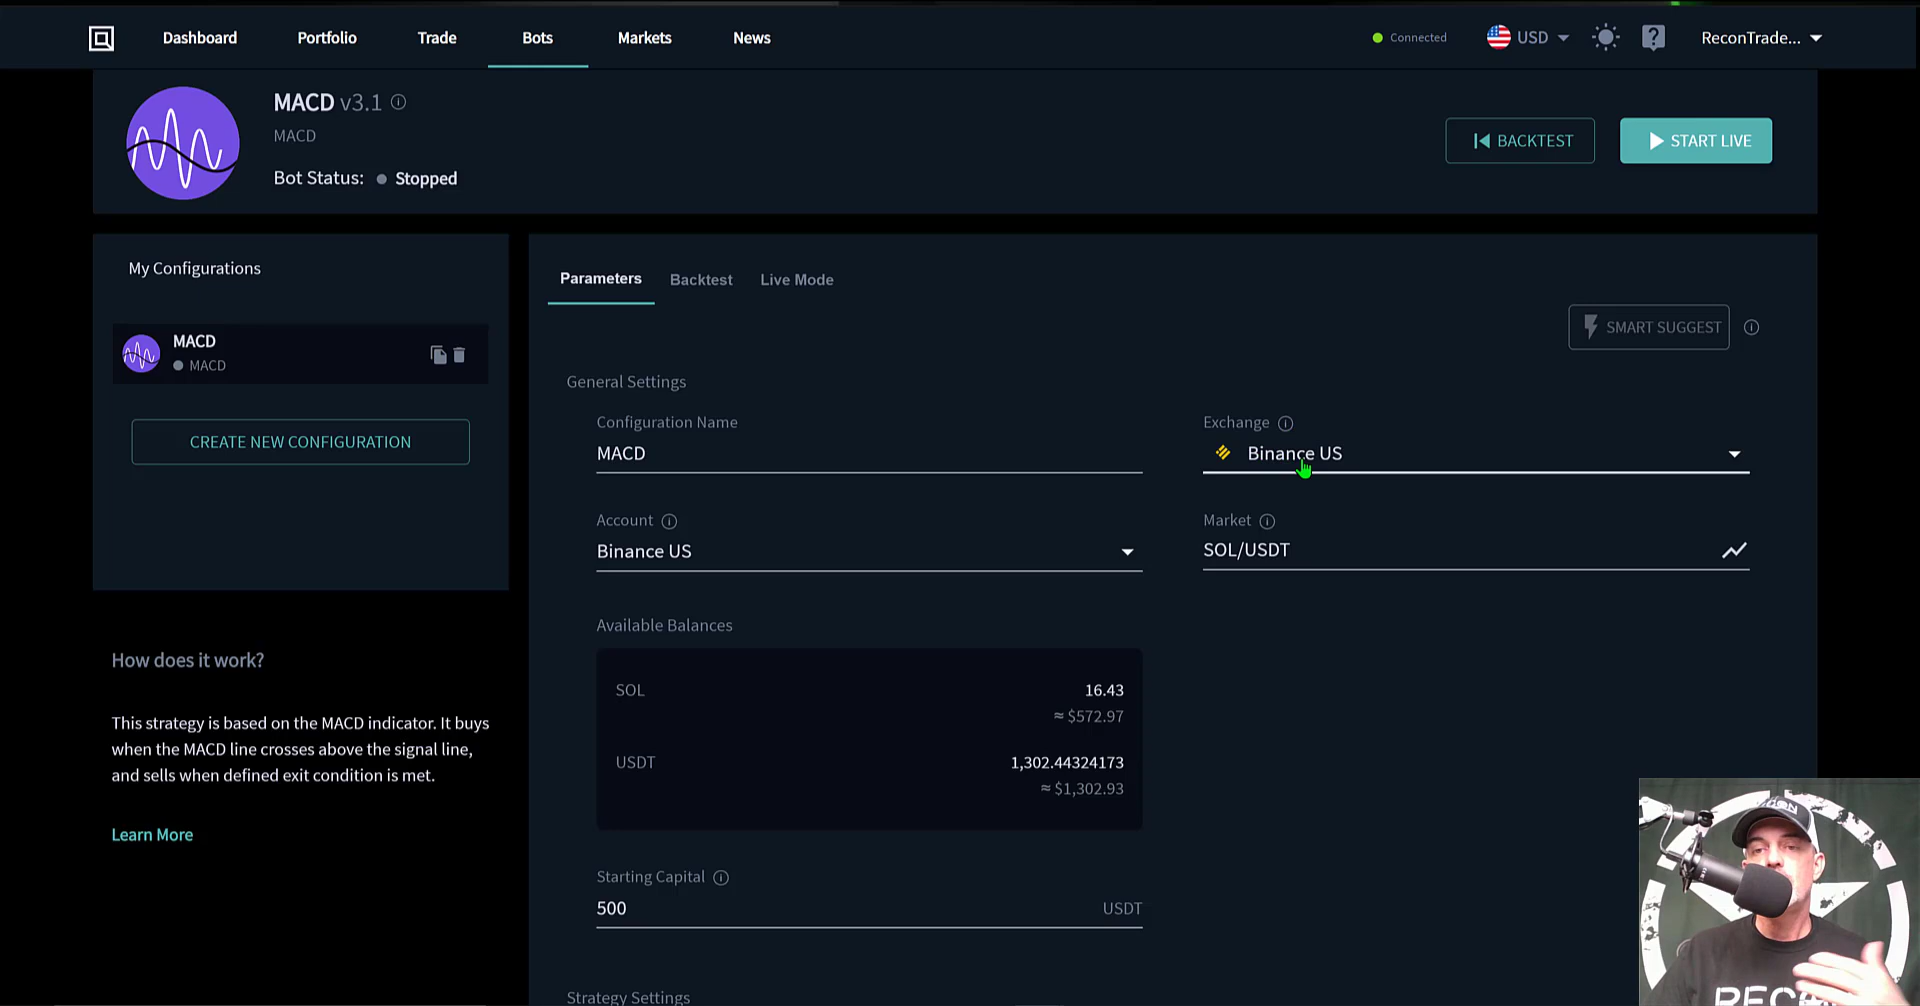 Dashboard
Portfolio
Trade
Bots
Markets
News
Connected
USD
ReconTrade...
MACD v3.1
MACD
Bot Status: Stopped
BACKTEST
START LIVE
My Configurations
MACD
MACD
CREATE NEW CONFIGURATION
How does it work?
This strategy is based on the MACD indicator. It buys
when the MACD line crosses above the signal line,
and sells when defined exit condition is met.
Learn More
Parameters
Backtest
Live Mode
SMART SUGGEST
General Settings
Configuration Name
MACD
Exchange
Binance US
Account
Binance US
Market
SOL/USDT
Available Balances
SOL
16.43
≈ $572.97
USDT
1,302.44324173
≈ $1,302.93
Starting Capital
500
USDT
Strategy Settings